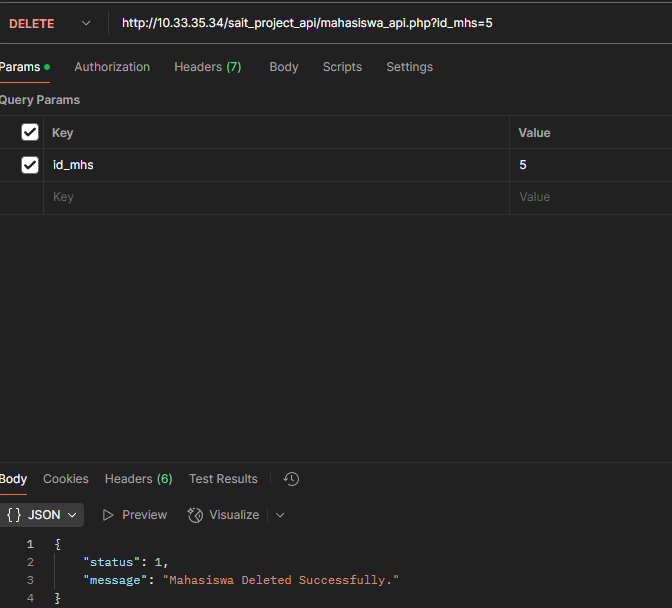 DELETE http://10.33.35.34/sait_project_api/mahasiswa_api.php?id_mhs=5
Params Authorization Headers (7) Body Scripts Settings
Query Params
Key Value
id_mhs 5
Key Value
Body Cookies Headers (6) Test Results
{} JSON Preview Visualize
1 {
2 "status": 1,
3 "message": "Mahasiswa Deleted Successfully."
4 }